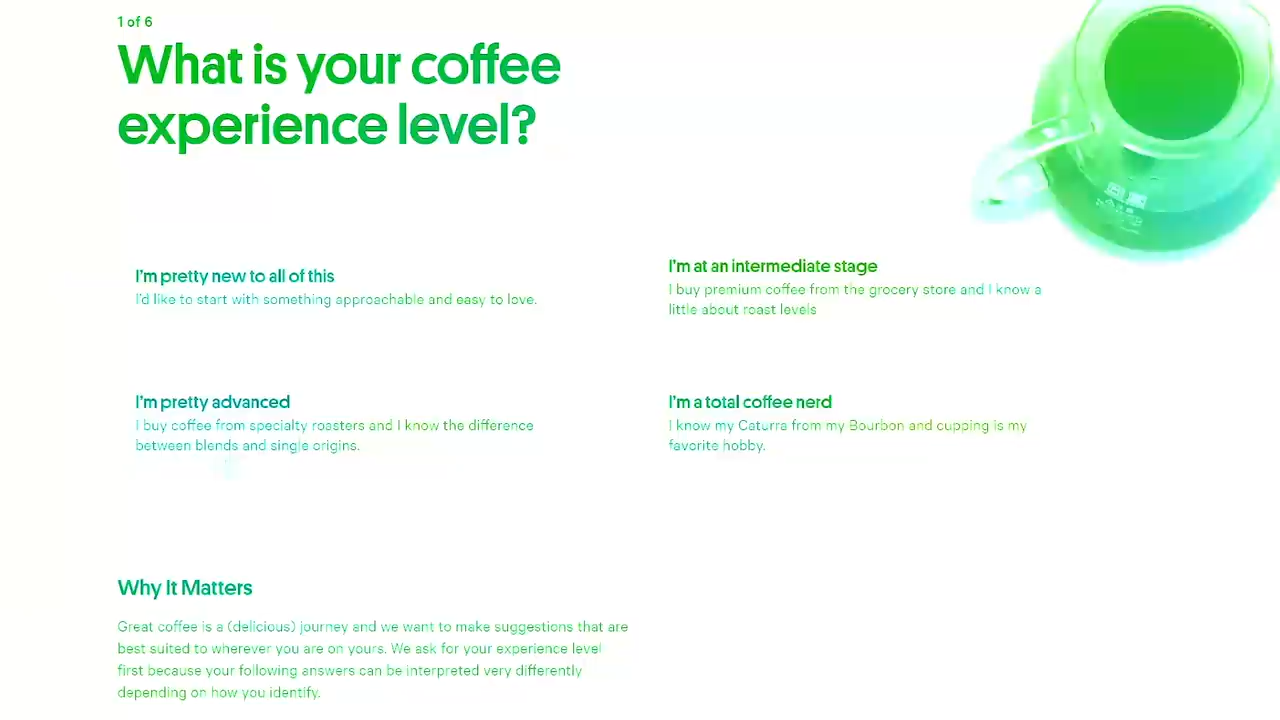 1 of 6
What is your coffee
experience level?
I'm pretty new to all of this
I'd like to start with something approachable and easy to love.
I'm at an intermediate stage
I buy premium coffee from the grocery store and I know a
little about roast levels
I'm pretty advanced
I buy coffee from specialty roasters and I know the difference
between blends and single origins.
I'm a total coffee nerd
I know my Caturra from my Bourbon and cupping is my
favorite hobby.
Why It Matters
Great coffee is a (delicious) journey and we want to make suggestions that are
best suited to wherever you are on yours. We ask for your experience level
first because your following answers can be interpreted very differently
depending on how you identify.